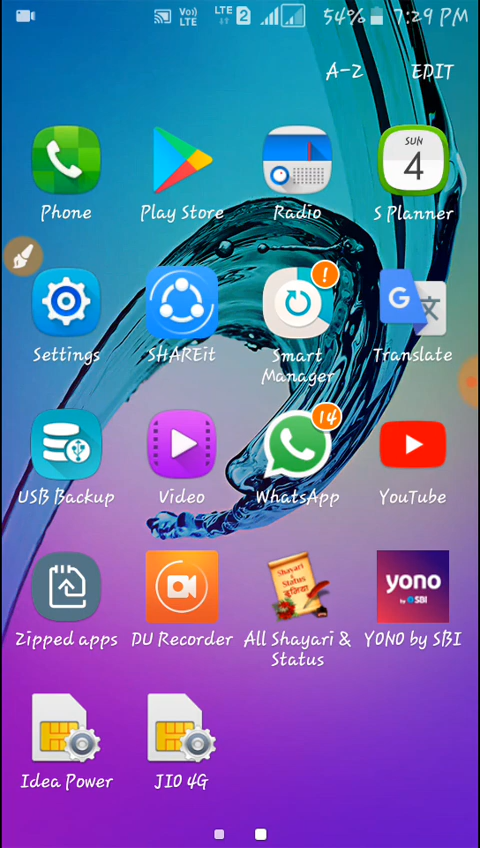 Vo)) LTE LTE 2 54% 7:29 PM
A-Z EDIT
SUN
4
Phone Play Store Radio S Planner
!
G
Settings SHAREit Smart Manager Translate
14
USB Backup Video WhatsApp YouTube
Shayari
&
Status
yono
by SBI
Zipped apps DU Recorder All Shayari & Status YONO by SBI
Idea Power JIO 4G